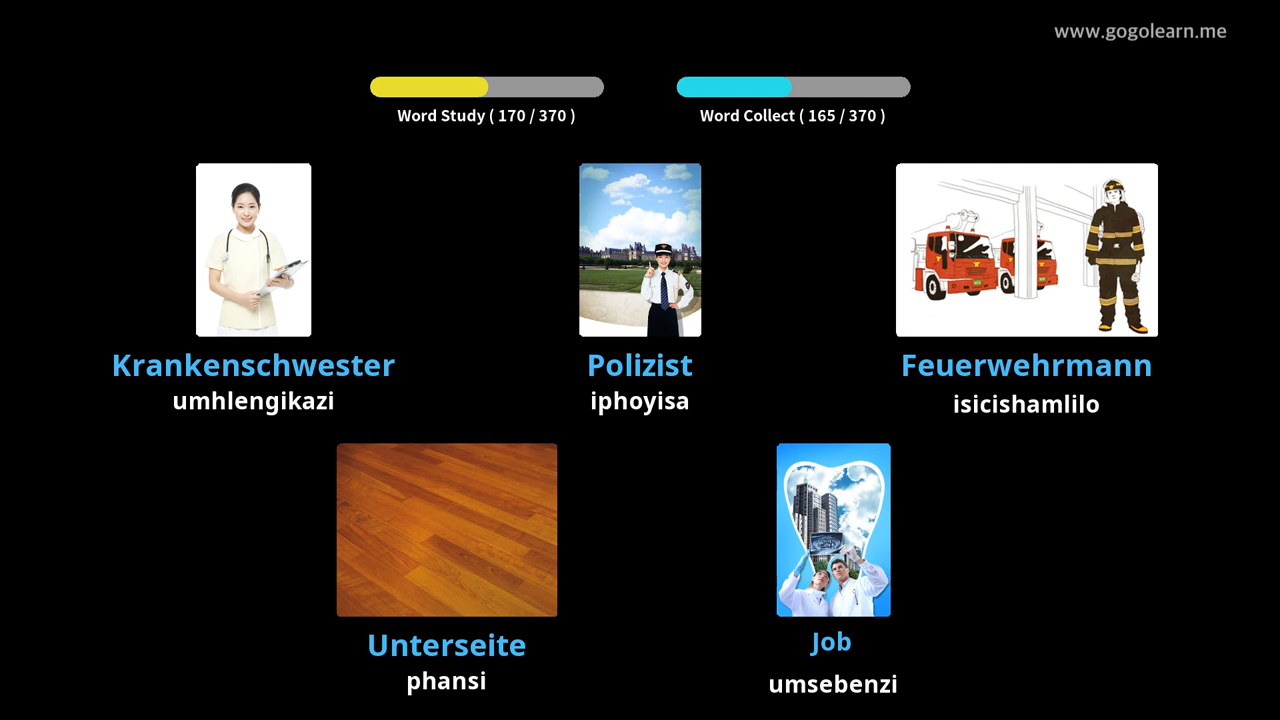 www.gogolearn.me
Word Study ( 170 / 370 )
Word Collect ( 165 / 370 )
Krankenschwester
umhlengikazi
Polizist
iphoyisa
Feuerwehrmann
isicishamlilo
Unterseite
phansi
Job
umsebenzi